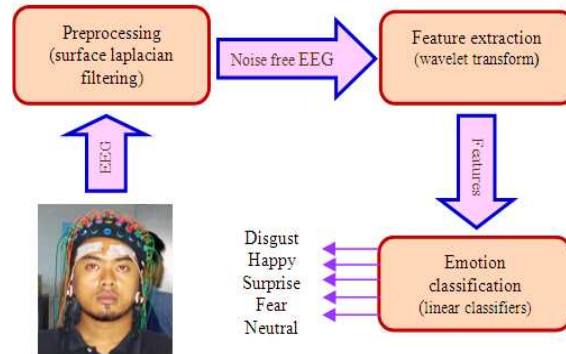 Preprocessing
(surface laplacian
filtering)
Noise free EEG
Feature extraction
(wavelet transform)
EEG
Features
Disgust
Happy
Surprise
Fear
Neutral
Emotion
classification
(linear classifiers)